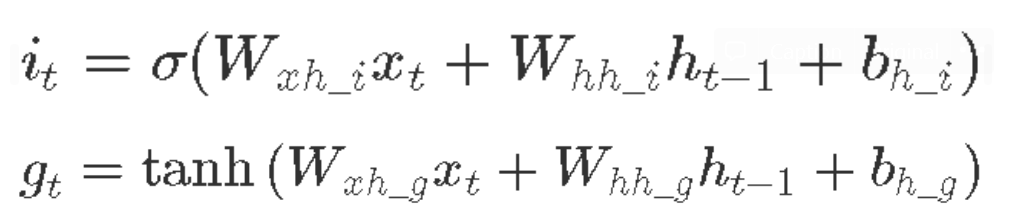 i_t = σ(W_{xh_i} x_t + W_{hh_i} h_{t−1} + b_{h_i})
g_t = tanh (W_{xh_g} x_t + W_{hh_g} h_{t−1} + b_{h_g})